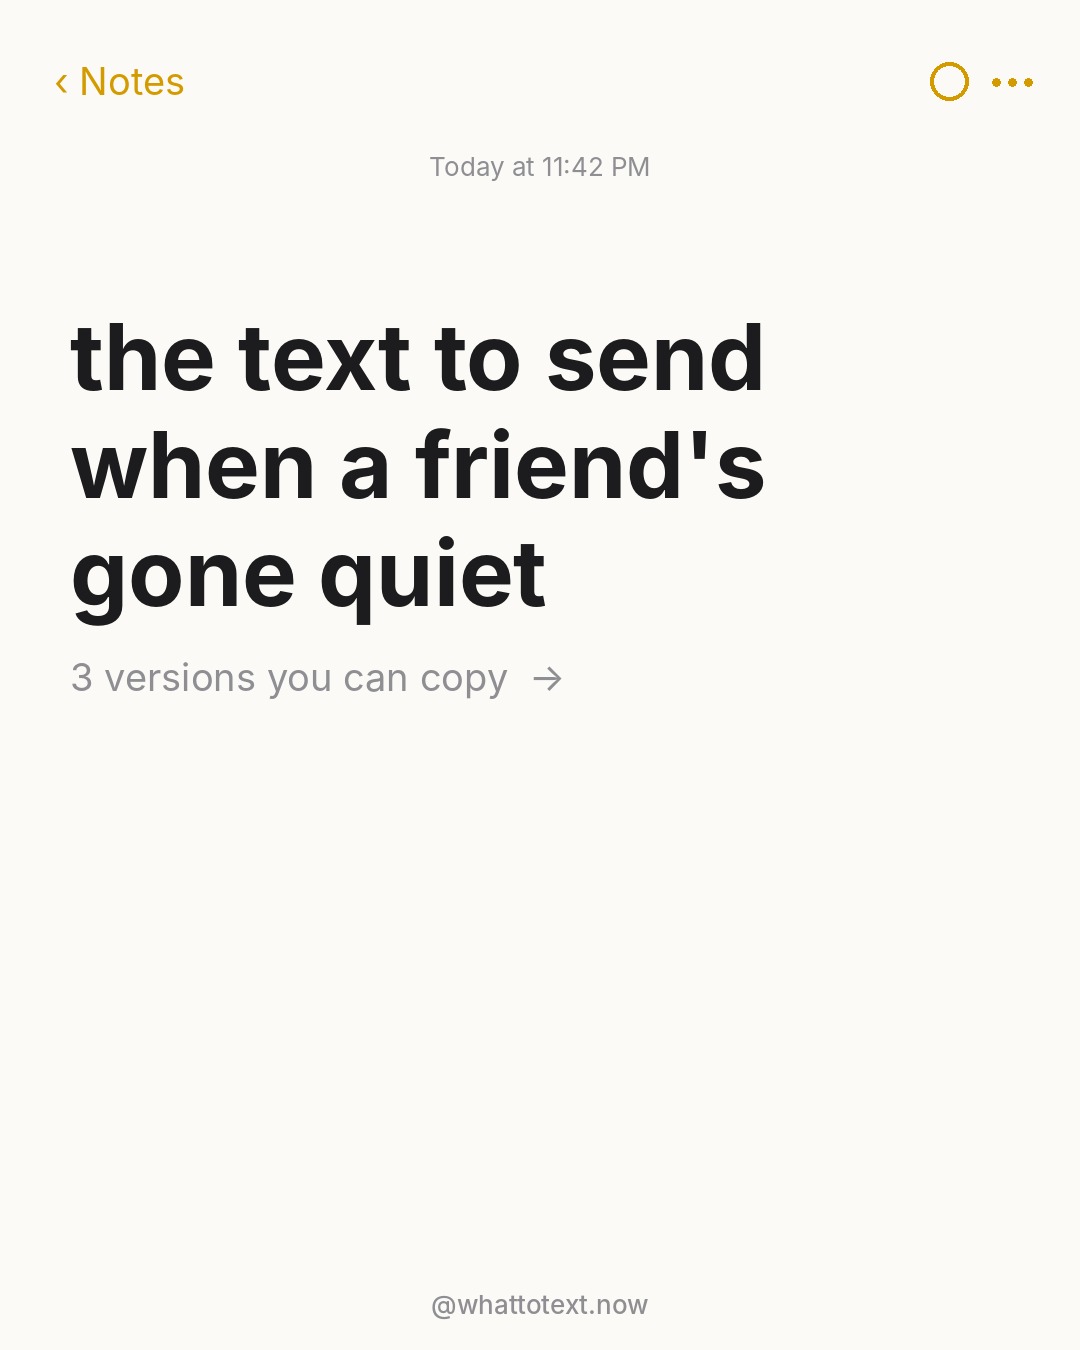 ‹ Notes
Today at 11:42 PM
the text to send
when a friend's
gone quiet
3 versions you can copy →
@whattotext.now